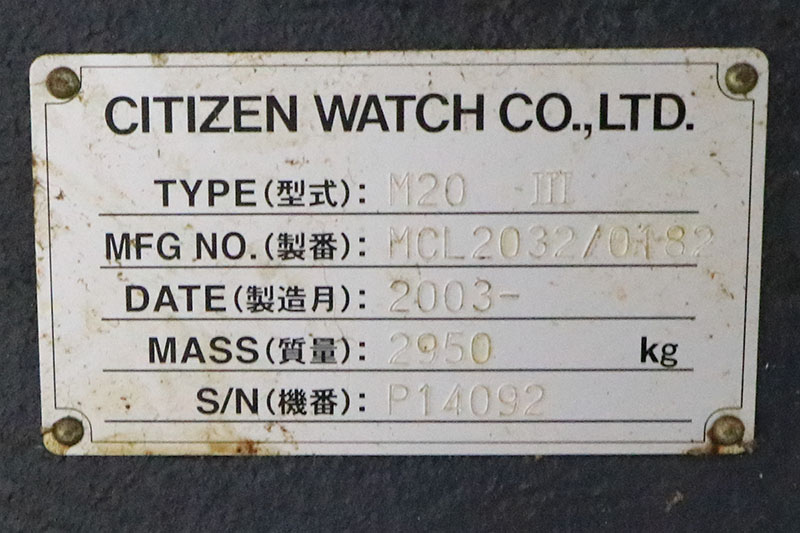 CITIZEN WATCH CO.,LTD.
TYPE(型式): M20 III
MFG NO.(製番): MCL2032/0182
DATE(製造月): 2003-
MASS(質量): 2950 kg
S/N(機番): P14092